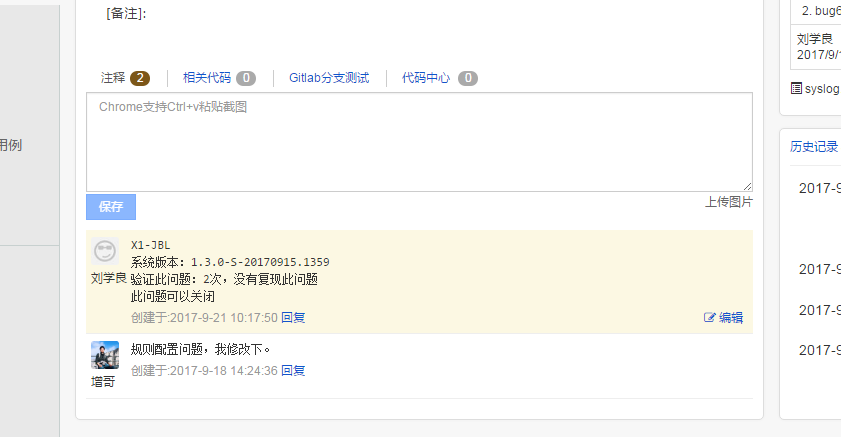 [备注]:
注释 2 相关代码 0 Gitlab分支测试 代码中心 0
Chrome支持Ctrl+v粘贴截图
保存
上传图片
X1-JBL
系统版本：1.3.0-S-20170915.1359
刘学良
验证此问题：2次，没有复现此问题
此问题可以关闭
创建于:2017-9-21 10:17:50 回复
编辑
规则配置问题，我修改下。
创建于:2017-9-18 14:24:36 回复
增哥
用例
2. bug6
刘学良
2017/9/
syslog
历史记录
2017-9
2017-9
2017-9
2017-9